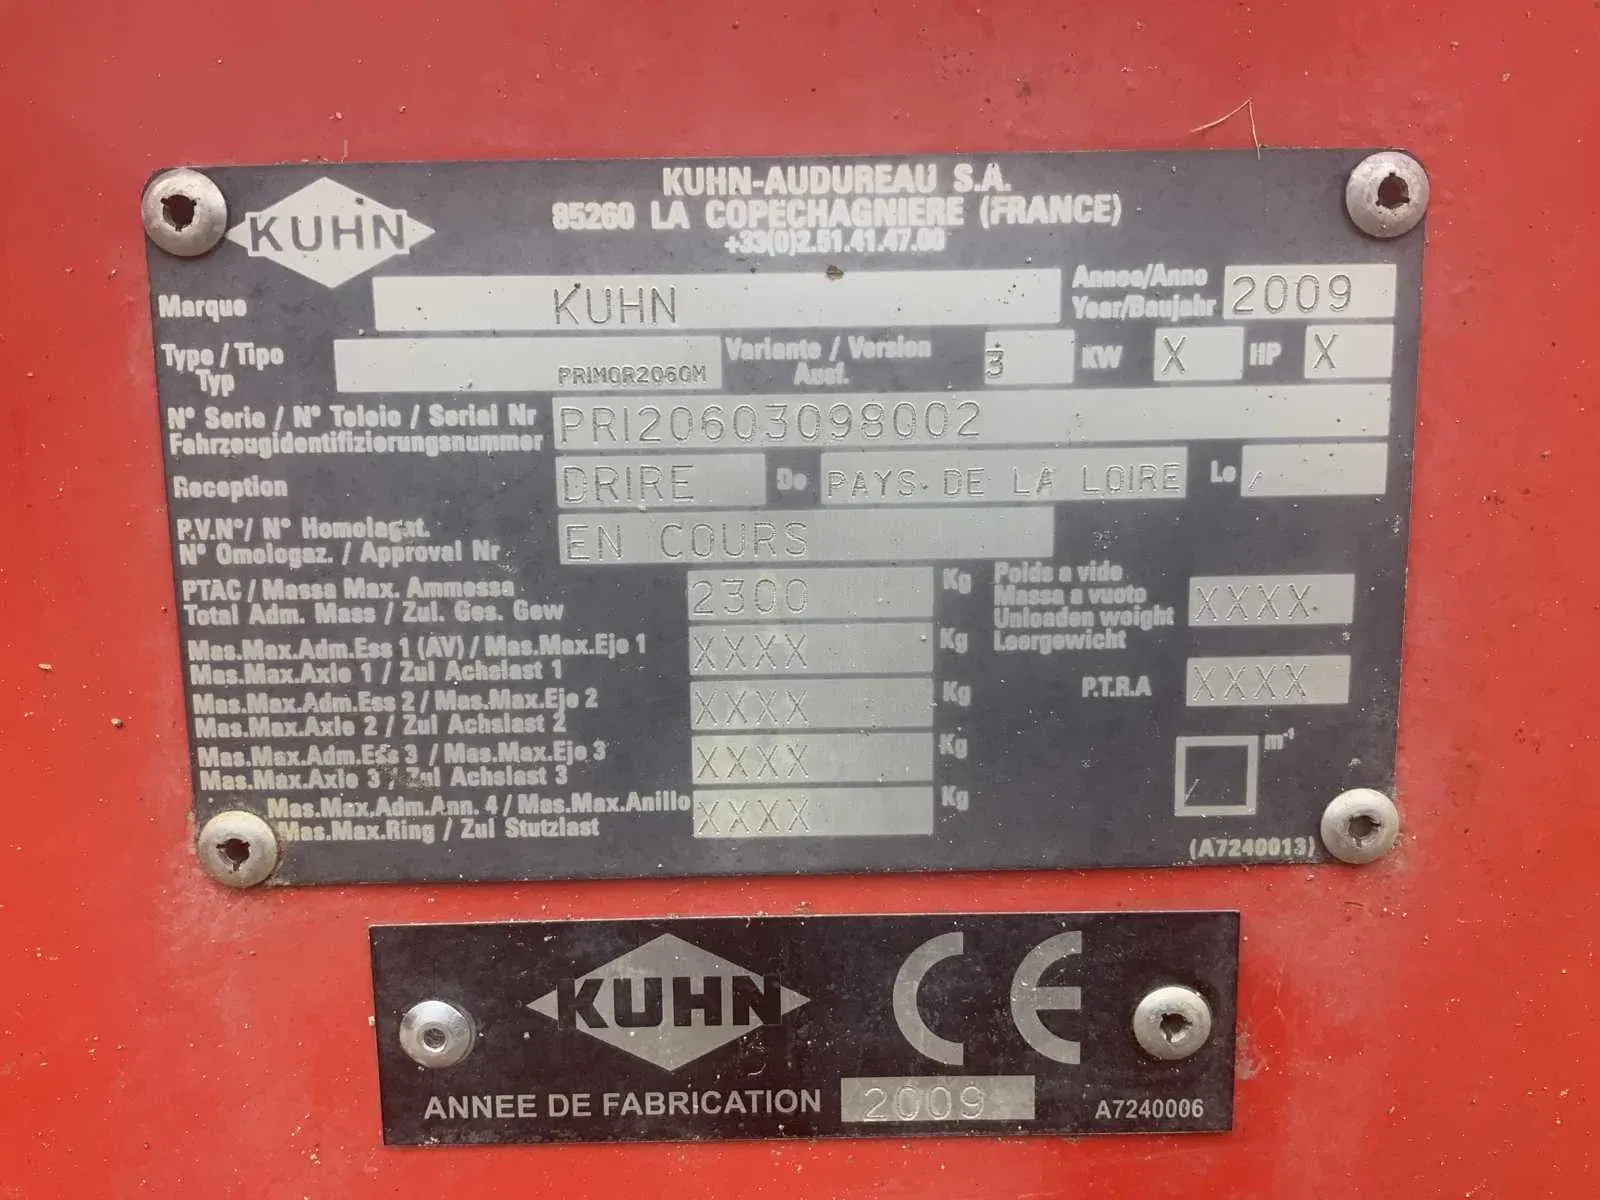 KUHN
KUHN-AUDUREAU S.A.
85260 LA COPECHAGNIERE (FRANCE)
+33(0)2.51.41.47.00
Marque KUHN Annee/Anno Year/Baujahr 2009
Type / Tipo Typ PRIMOR2060M Variante / Version Ausf. 3 KW X HP X
N° Serie / N° Teloio / Serial Nr PRI20603098002
Fahrzeugidentifizierungsnummer
Reception DRIRE De PAYS DE LA LOIRE Le /
P.V.N°/ N° Homologat. EN COURS
N° Omologaz. / Approval Nr
PTAC / Massa Max. Ammessa 2300 Kg
Total Adm. Mass / Zul. Ges. Gew
Poids a vide XXXX
Massa a vuoto
Unloaden weight
Leergewicht
Mas.Max.Adm.Ess 1 (AV) / Mas.Max.Eje 1 XXXX Kg
Mas.Max.Axle 1 / Zul Achslast 1
Mas.Max.Adm.Ess 2 / Mas.Max.Eje 2 XXXX Kg P.T.R.A XXXX
Mas.Max.Axle 2 / Zul Achslast 2
Mas.Max.Adm.Ess 3 / Mas.Max.Eje 3 XXXX Kg / m⁻¹
Mas.Max.Axle 3 / Zul Achslast 3
Mas.Max.Adm.Ann. 4 / Mas.Max.Anillo XXXX Kg
Mas.Max.Ring / Zul Stutzlast
(A7240013)
KUHN CE
ANNEE DE FABRICATION 2009 A7240006